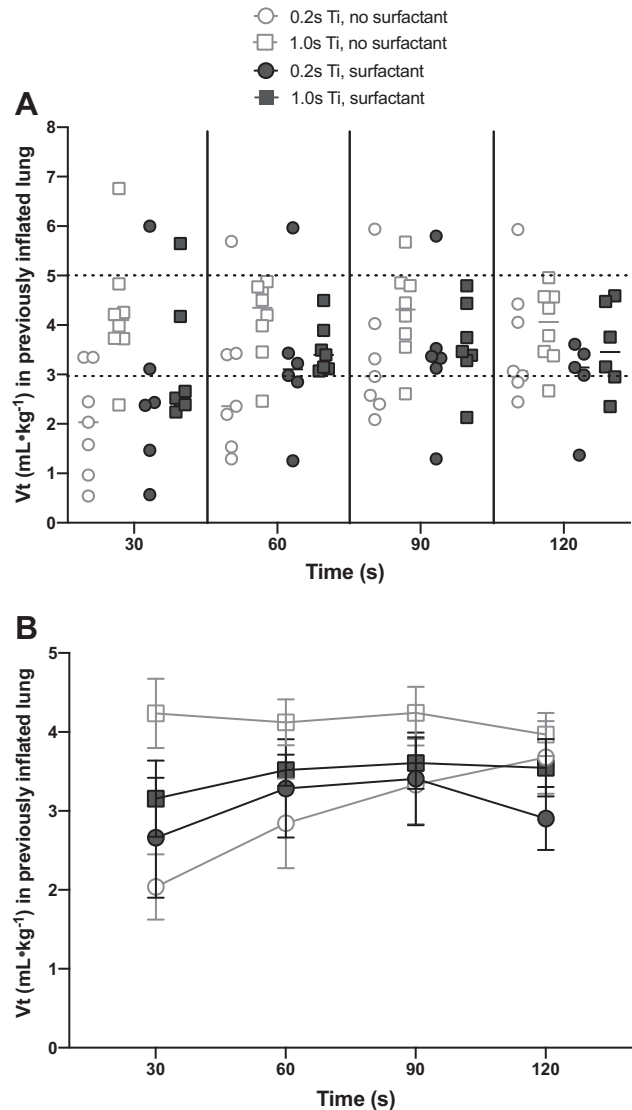 0.2s Ti, no surfactant
1.0s Ti, no surfactant
0.2s Ti, surfactant
1.0s Ti, surfactant
A
8
7
6
5
4
3
2
1
0
Vt (mL•kg⁻¹) in previously inflated lung
30 60 90 120
Time (s)
B
5
4
3
2
1
0
Vt (mL•kg⁻¹) in previously inflated lung
30 60 90 120
Time (s)